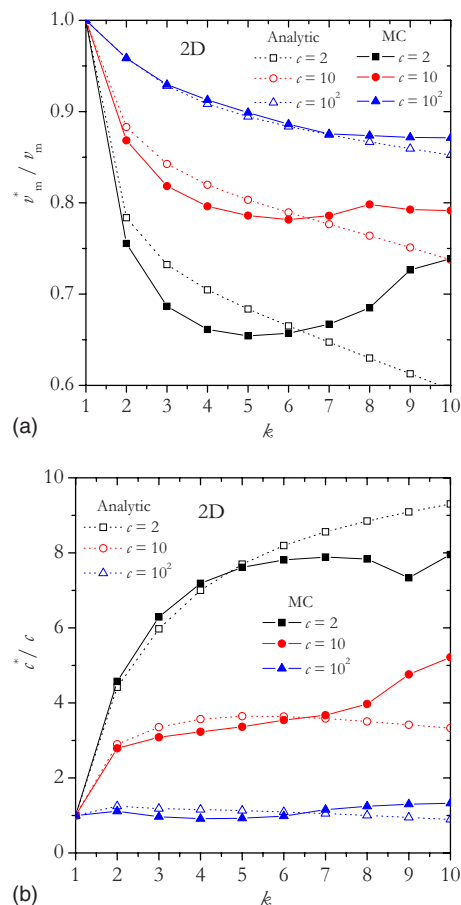 2D
Analytic
c = 2
c = 10
c = 10²
MC
c = 2
c = 10
c = 10²
1.0
0.9
0.8
0.7
0.6
ν*m / νm
1 2 3 4 5 6 7 8 9 10
k
(a)
Analytic
c = 2
c = 10
c = 10²
2D
MC
c = 2
c = 10
c = 10²
10
8
6
4
2
0
c* / c
1 2 3 4 5 6 7 8 9 10
k
(b)